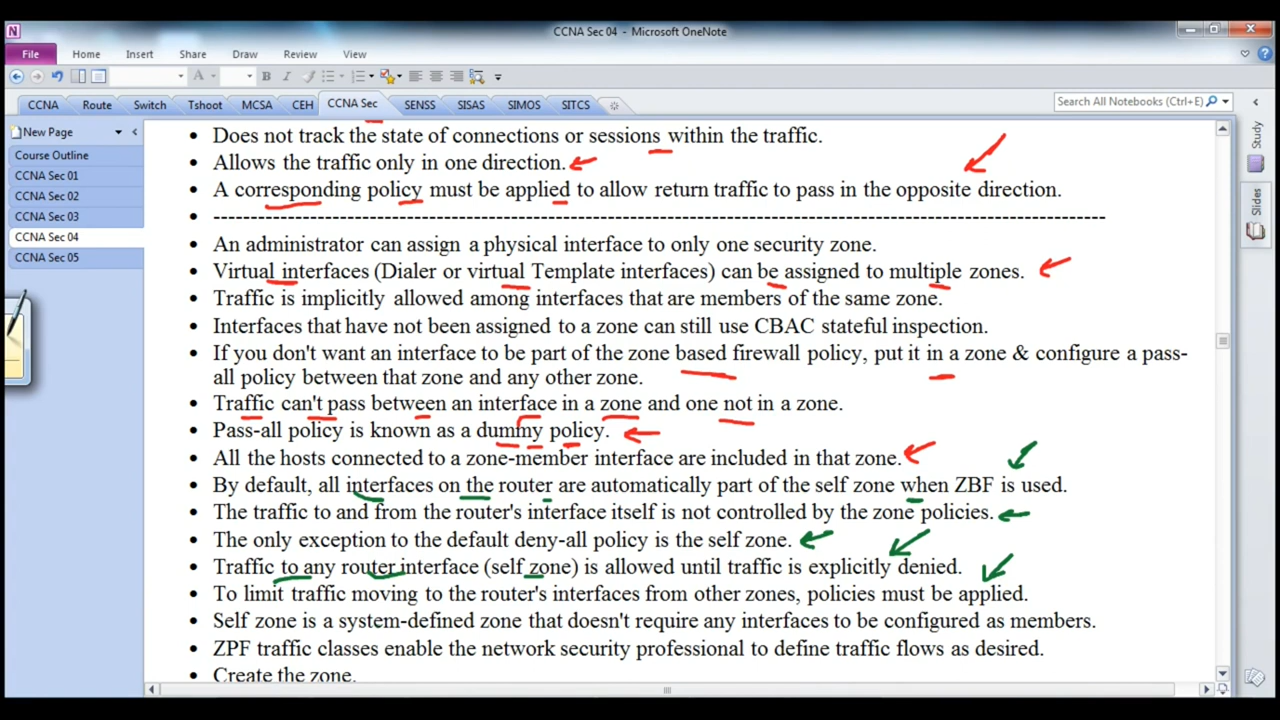 CCNA Sec 04 - Microsoft OneNote
File Home Insert Share Draw Review View
CCNA Route Switch Tshoot MCSA CEH CCNA Sec SENSS SISAS SIMOS SITCS
Search All Notebooks (Ctrl+E)
New Page
Course Outline
CCNA Sec 01
CCNA Sec 02
CCNA Sec 03
CCNA Sec 04
CCNA Sec 05
• Does not track the state of connections or sessions within the traffic.
• Allows the traffic only in one direction.
• A corresponding policy must be applied to allow return traffic to pass in the opposite direction.
• ----------------------------------------------------------------------------------------------------
• An administrator can assign a physical interface to only one security zone.
• Virtual interfaces (Dialer or virtual Template interfaces) can be assigned to multiple zones.
• Traffic is implicitly allowed among interfaces that are members of the same zone.
• Interfaces that have not been assigned to a zone can still use CBAC stateful inspection.
• If you don't want an interface to be part of the zone based firewall policy, put it in a zone & configure a pass-
all policy between that zone and any other zone.
• Traffic can't pass between an interface in a zone and one not in a zone.
• Pass-all policy is known as a dummy policy.
• All the hosts connected to a zone-member interface are included in that zone.
• By default, all interfaces on the router are automatically part of the self zone when ZBF is used.
• The traffic to and from the router's interface itself is not controlled by the zone policies.
• The only exception to the default deny-all policy is the self zone.
• Traffic to any router interface (self zone) is allowed until traffic is explicitly denied.
• To limit traffic moving to the router's interfaces from other zones, policies must be applied.
• Self zone is a system-defined zone that doesn't require any interfaces to be configured as members.
• ZPF traffic classes enable the network security professional to define traffic flows as desired.
• Create the zone.
Study
Slides